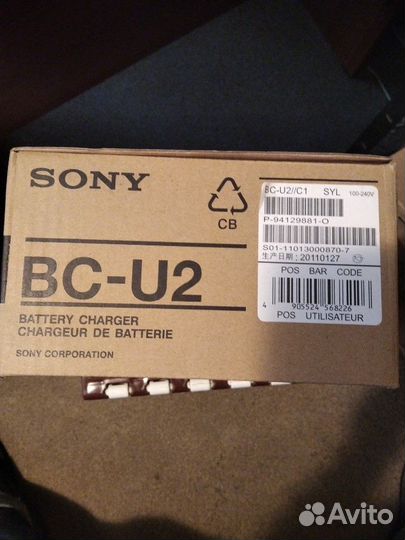 SONY
CB
BC-U2
BATTERY CHARGER
CHARGEUR DE BATTERIE
SONY CORPORATION
BC-U2//C1 SYL 100-240V
P-94129881-O
S01-11013000870-7
生产日期：20110127
POS BAR CODE
4 905524 568226
POS UTILISATEUR
Avito